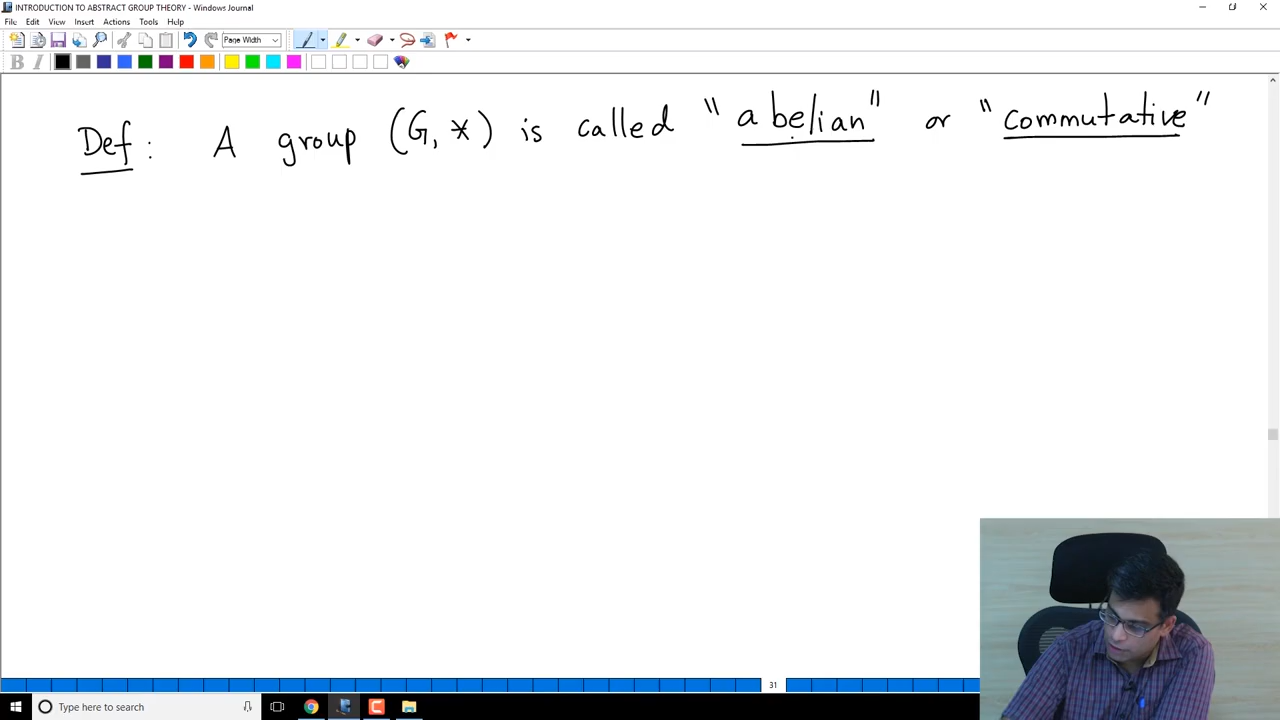 INTRODUCTION TO ABSTRACT GROUP THEORY - Windows Journal
File Edit View Insert Actions Tools Help
Page Width
B I
Def: A group (G, *) is called "abelian" or "commutative"
31
Type here to search